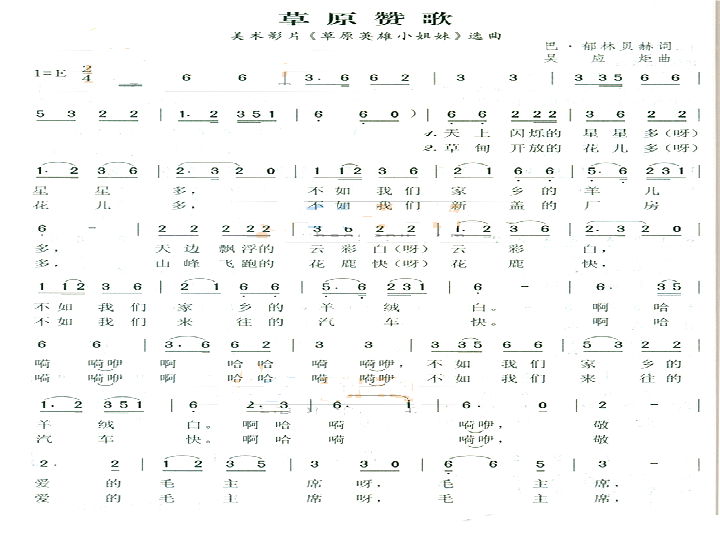 草原赞歌
美术影片《草原英雄小姐妹》选曲
巴·郁林贝赫词
吴 应 炬曲
1=E 2/4
6 6 | 3. 6 6 2 | 3 3 | 3 3 5 6 6 |
5 3 2 2 | 1. 2 3 5 1 | 6 6 0 ) | 6 6 2 2 2 | 3 3 5 6 6 |
1.天上 闪烁的 星星多(呀)
2.草甸 开放的 花儿多(呀)
1. 2 3 6 | 2. 3 2 0 | 1 1 2 3 6 | 2 1 6 6 | 5. 6 2 3 1 |
星 星 多, 不如我们 家乡的 羊儿
花 儿 多, 不如我们 新盖的 厂房
6 - | 2 2 2 2 2 |
多, 天边飘浮的 云彩白(呀) 云 彩 白,
多, 山峰飞跑的 花鹿快(呀) 花 鹿 快,
1 1 2 3 6 | 2 1 6 6 | 5. 6 2 3 1 | 6 - | 6. 3 5 |
不如我们 家乡的 羊绒 白。 啊哈
不如我们 来往的 汽车 快。 啊哈
6 6 | 3. 6 6 2 | 3 3 | 3 3 5 6 6 | 5 3 2 2 |
嗬 嗬咿 啊 哈哈 嗬 嗬咿, 不如我们 家乡的
嗬 嗬咿 啊 哈哈 嗬 嗬咿, 不如我们 来往的
1. 2 3 5 1 | 6 6 | 2. 3 6 | 6. 0 | 2 - |
羊 绒 白。 啊哈 嗬 嗬咿, 敬
汽 车 快。 啊哈 嗬 嗬咿, 敬
2. 2 | 1 2 3 5 | 3 3 0 | 6 6 5 | 3 - |
爱 的 毛 主 席 呀, 毛 主 席,
爱 的 毛 主 席 呀, 毛 主 席,